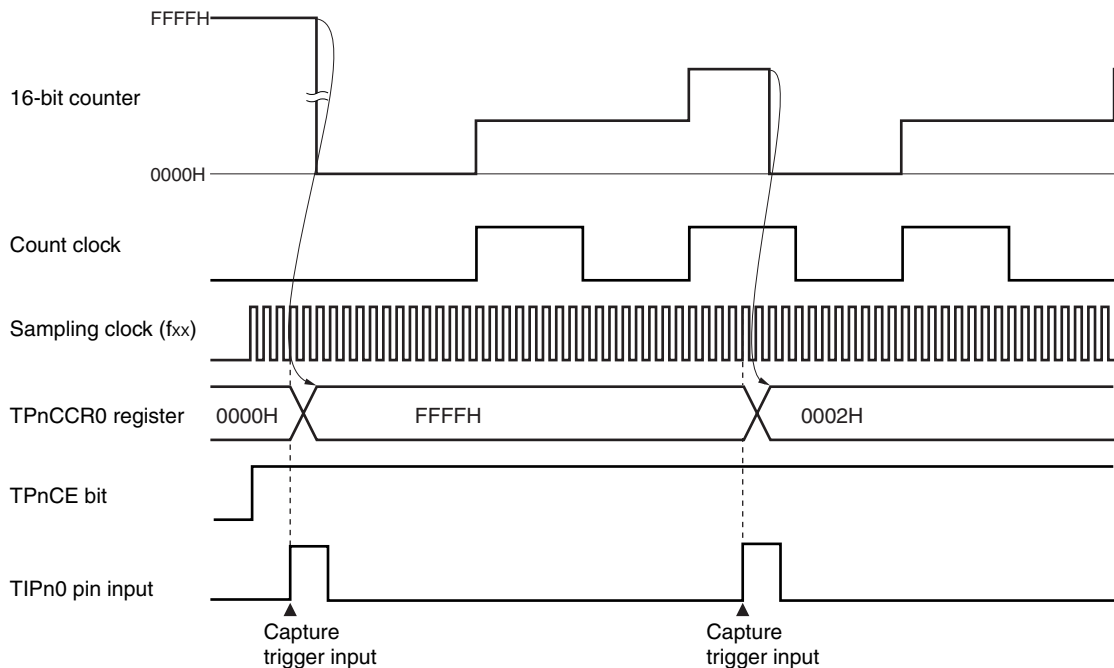 FFFFH
16-bit counter
0000H
Count clock
Sampling clock (fxx)
TPnCCR0 register 0000H FFFFH 0002H
TPnCE bit
TIPn0 pin input
Capture
trigger input
Capture
trigger input